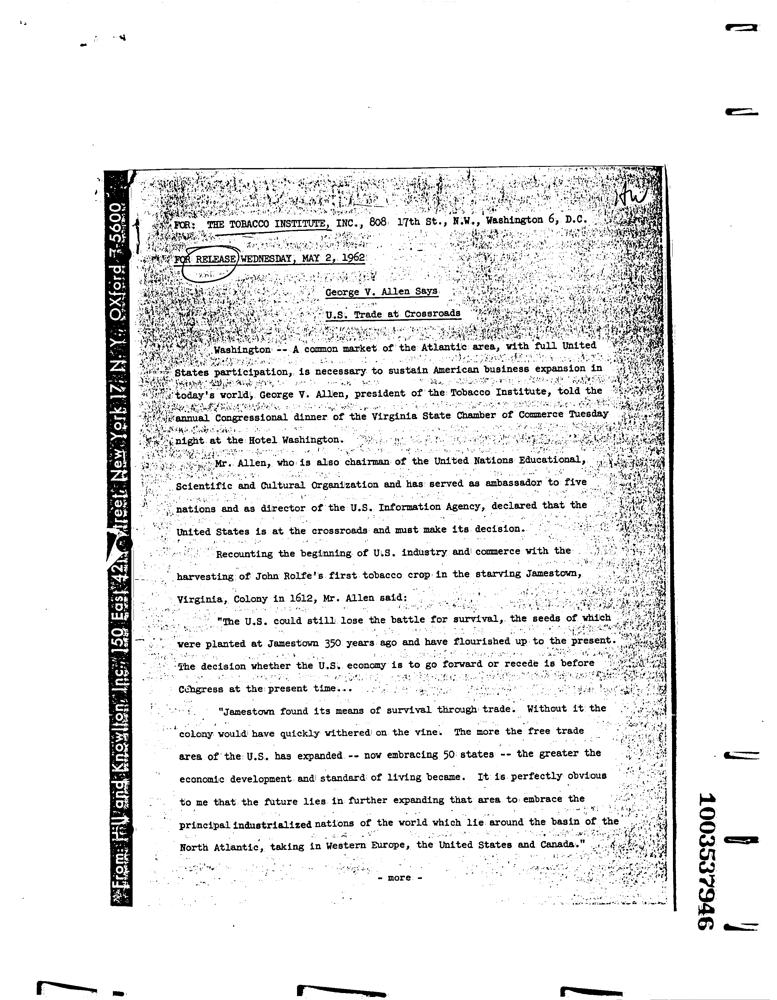 HW
FOR: THE TOBACCO INSTITUTE, INC., 808 17th St., N.W., Washington 6, D.C.
FOR RELEASE WEDNESDAY, MAY 2, 1962
George V. Allen Says
U.S. Trade at Crossroads
Washington -- A common market of the Atlantic area, with full United
States participation, is necessary to sustain American business expansion in
today's world, George V. Allen, president of the Tobacco Institute, told the
annual Congressional dinner of the Virginia State Chamber of Commerce Tuesday
night at the Hotel Washington.
Mr. Allen, who is also chairman of the United Nations Educational,
Scientific and Cultural Organization and has served as ambassador to five
nations and as director of the U.S. Information Agency, declared that the
United States is at the crossroads and must make its decision.
Recounting the beginning of U.S. industry and commerce with the
harvesting of John Rolfe's first tobacco crop in the starving Jamestown,
Virginia, Colony in 1612, Mr. Allen said:
"The U.S. could still lose the battle for survival, the seeds of which
were planted at Jamestown 350 years ago and have flourished up to the present.
The decision whether the U.S. economy is to go forward or recede is before
Congress at the present time...
"Jamestown found its means of survival through trade. Without it the
colony would have quickly withered on the vine. The more the free trade
area of the U.S. has expanded -- now embracing 50 states -- the greater the
economic development and standard of living became. It is perfectly obvious
to me that the future lies in further expanding that area to embrace the
principal industrialized nations of the world which lie around the basin of the
North Atlantic, taking in Western Europe, the United States and Canada."
- more -
From: Hill and Knowlton, Inc., 150 East 42nd Street, New York 17, N. Y., OXford 7-5600
1003537946